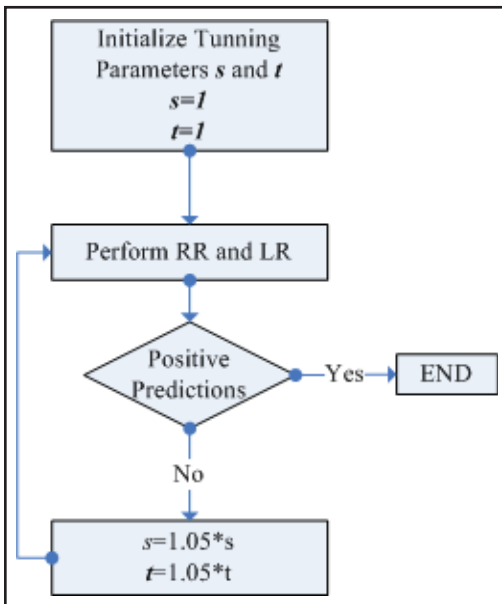 Initialize Tunning
Parameters s and t
s=1
t=1
Perform RR and LR
Positive
Predictions
Yes
END
No
s=1.05*s
t=1.05*t